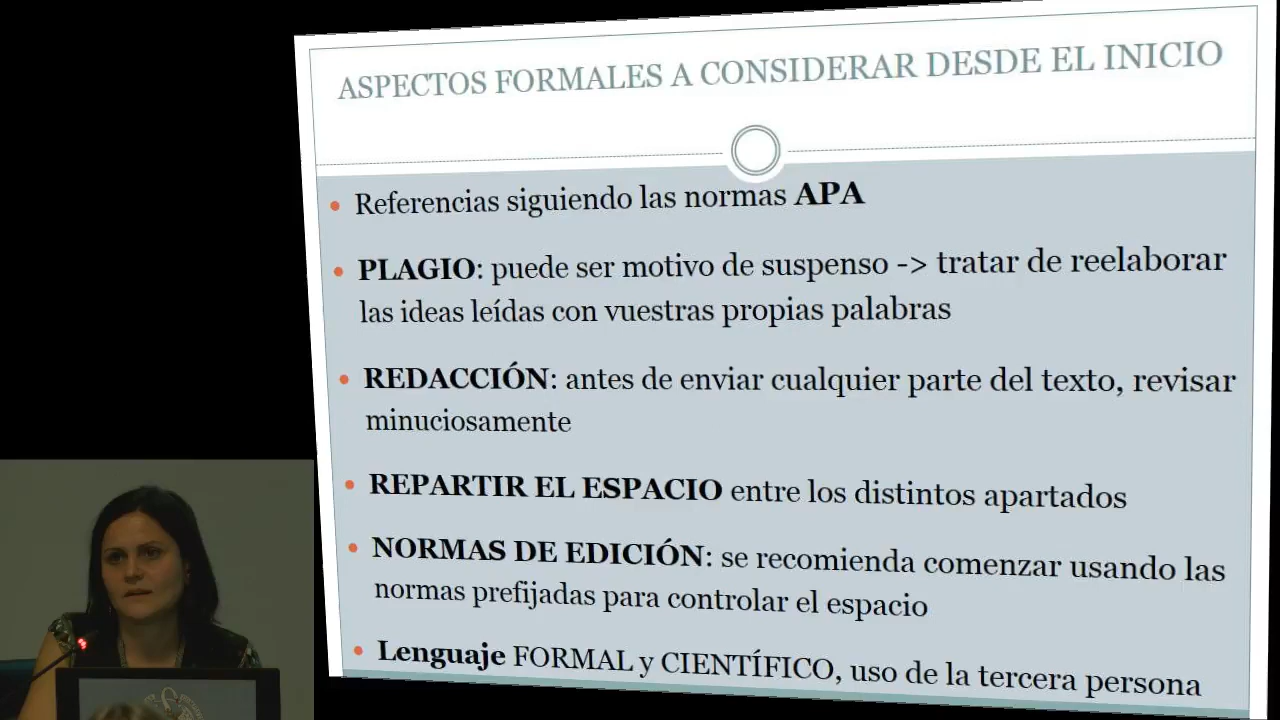 ASPECTOS FORMALES A CONSIDERAR DESDE EL INICIO
• Referencias siguiendo las normas APA
• PLAGIO: puede ser motivo de suspenso -> tratar de reelaborar
las ideas leídas con vuestras propias palabras
• REDACCIÓN: antes de enviar cualquier parte del texto, revisar
minuciosamente
• REPARTIR EL ESPACIO entre los distintos apartados
• NORMAS DE EDICIÓN: se recomienda comenzar usando las
normas prefijadas para controlar el espacio
• Lenguaje FORMAL y CIENTÍFICO, uso de la tercera persona